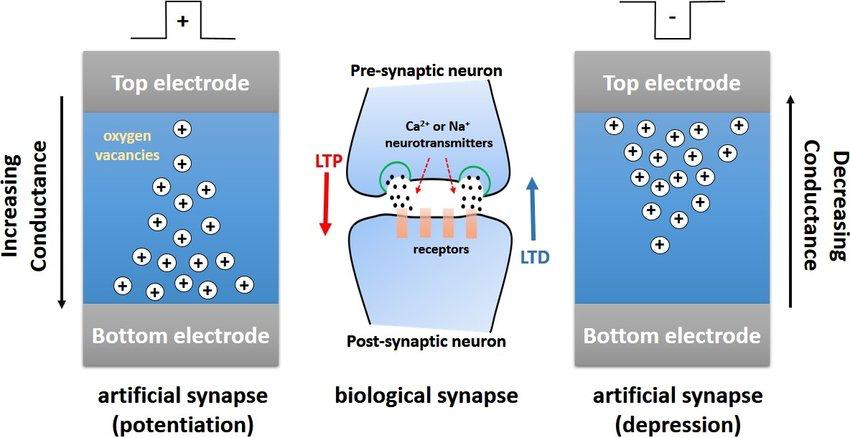 +
Top electrode
oxygen
vacancies
Bottom electrode
Increasing
Conductance
artificial synapse
(potentiation)
Pre-synaptic neuron
Ca²⁺ or Na⁺
neurotransmitters
LTP
LTD
receptors
Post-synaptic neuron
biological synapse
-
Top electrode
Bottom electrode
Decreasing
Conductance
artificial synapse
(depression)